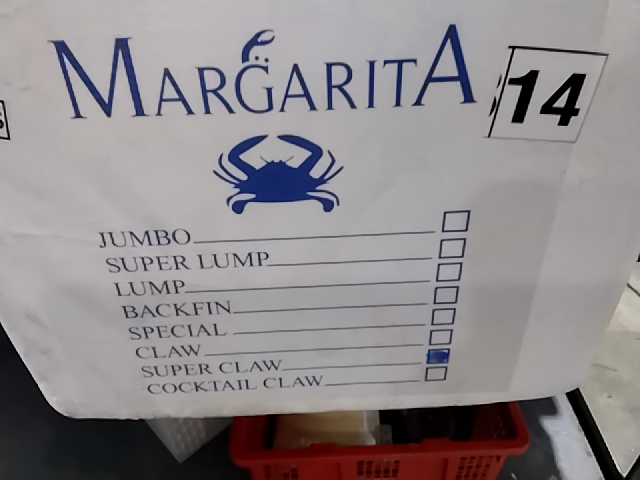 MARGARITA
14
JUMBO
SUPER LUMP
LUMP
BACKFIN
SPECIAL
CLAW
SUPER CLAW
COCKTAIL CLAW